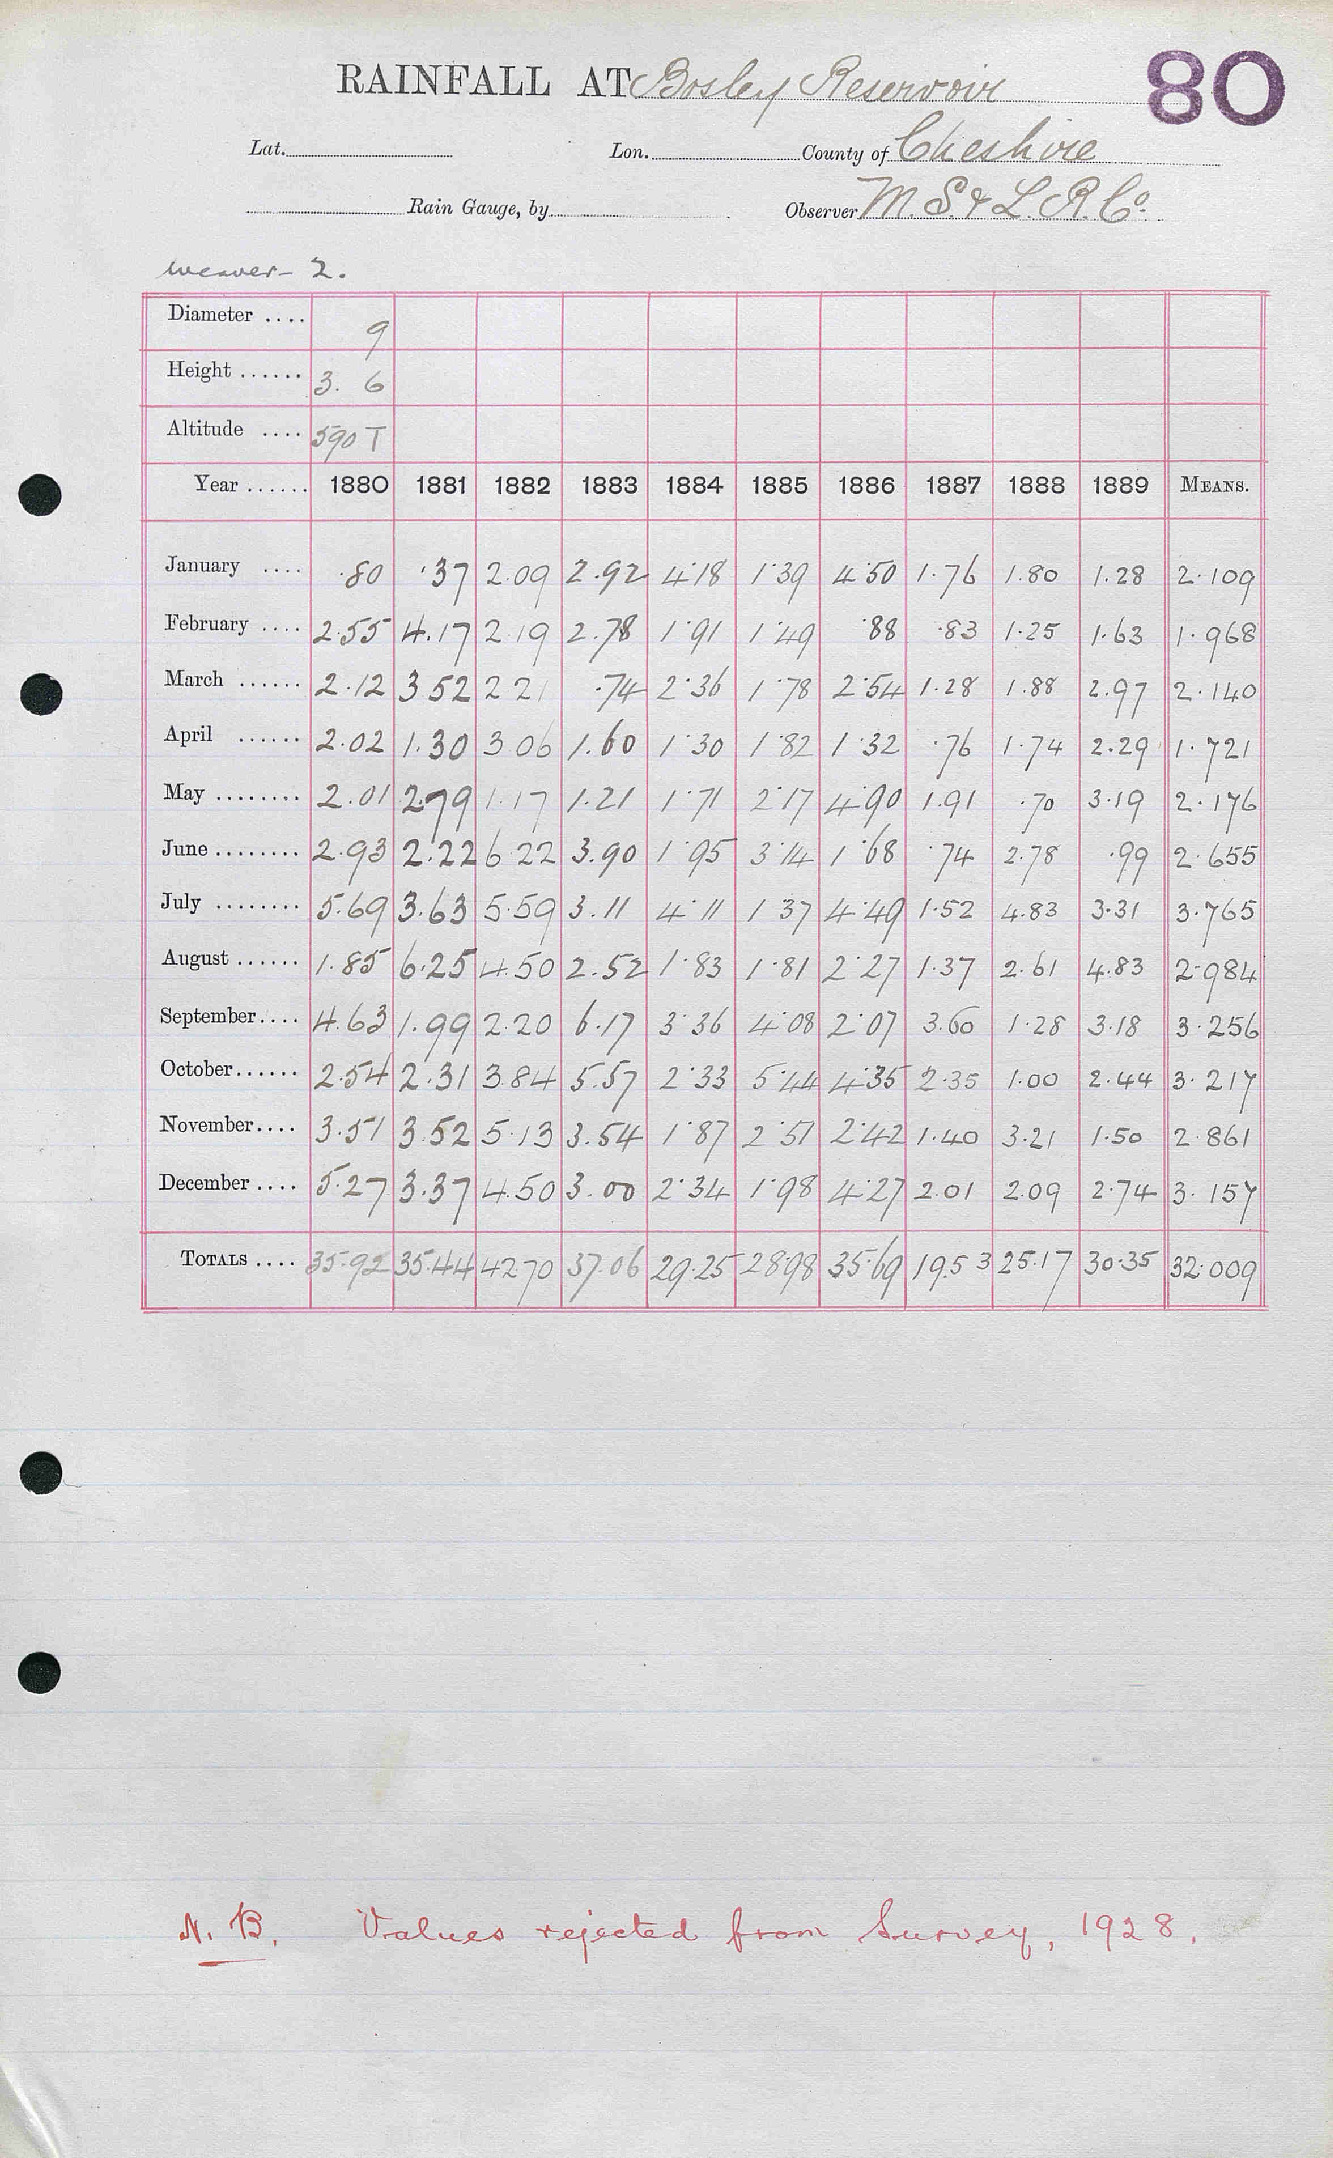 RAINFALL AT Bosley Reservoir 80
Lat. Lon. County of Cheshire
Rain Gauge, by Observer M. S. & L. R. Co.
Weaver – 2.
Diameter .... 9
Height ...... 3. 6
Altitude .... 590 T
Year ...... 1880 1881 1882 1883 1884 1885 1886 1887 1888 1889 MEANS.
January .... .80 .37 2.09 2.92 4.18 1.39 4.50 1.76 1.80 1.28 2.109
February .... 2.55 4.17 2.19 2.78 1.91 1.49 .88 .83 1.25 1.63 1.968
March ...... 2.12 3 52 2 21 .74 2.36 1.78 2.54 1.28 1.88 2.97 2.140
April ...... 2.02 1.30 3.06 1.60 1.30 1.82 1.32 .76 1.74 2.29 1.721
May ........ 2.01 2.79 1.17 1.21 1.71 2.17 4.90 1.91 .70 3.19 2.176
June ........ 2.93 2.22 6 22 3.90 1.95 3.14 1.68 .74 2.78 .99 2.655
July ........ 5.69 3.63 5.59 3.11 4.11 1.37 4.49 1.52 4.83 3.31 3.765
August ...... 1.85 6.25 4.50 2.52 1.83 1.81 2.27 1.37 2.61 4.83 2.984
September.... 4.63 1.99 2.20 6.17 3.36 4.08 2.07 3.60 1.28 3.18 3.256
October...... 2.54 2.31 3.84 5.57 2.33 5.44 4.35 2.35 1.00 2.44 3.217
November.... 3.51 3.52 5.13 3.54 1.87 2.51 2.42 1.40 3.21 1.50 2.861
December .... 5.27 3.37 4.50 3.00 2.34 1.98 4.27 2.01 2.09 2.74 3.157
TOTALS .... 35.92 35.44 42 70 37.06 29.25 28.98 35.69 19.53 25.17 30.35 32.009
N. B. Values rejected from Survey, 1928.